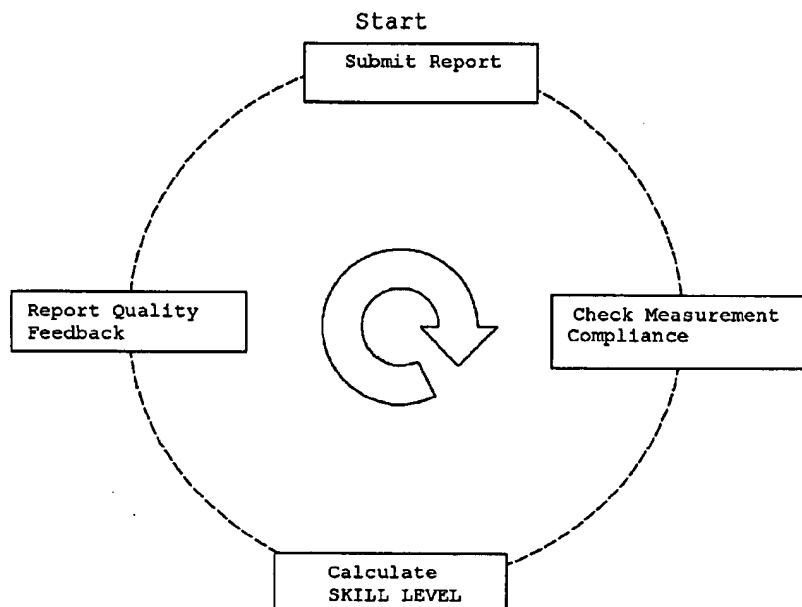 Start
Submit Report
Check Measurement
Compliance
Calculate
SKILL LEVEL
Report Quality
Feedback